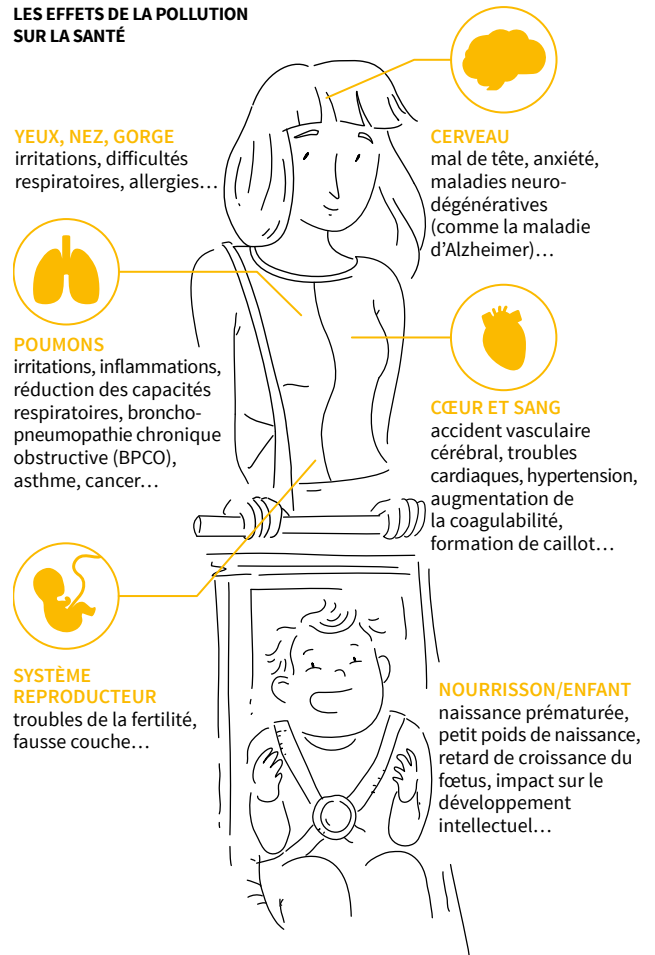 LES EFFETS DE LA POLLUTION
SUR LA SANTÉ
YEUX, NEZ, GORGE
irritations, difficultés
respiratoires, allergies…
CERVEAU
mal de tête, anxiété,
maladies neuro-
dégénératives
(comme la maladie
d’Alzheimer)…
POUMONS
irritations, inflammations,
réduction des capacités
respiratoires, broncho-
pneumopathie chronique
obstructive (BPCO),
asthme, cancer…
CŒUR ET SANG
accident vasculaire
cérébral, troubles
cardiaques, hypertension,
augmentation de
la coagulabilité,
formation de caillot…
SYSTÈME
REPRODUCTEUR
troubles de la fertilité,
fausse couche…
NOURRISSON/ENFANT
naissance prématurée,
petit poids de naissance,
retard de croissance du
fœtus, impact sur le
développement
intellectuel…